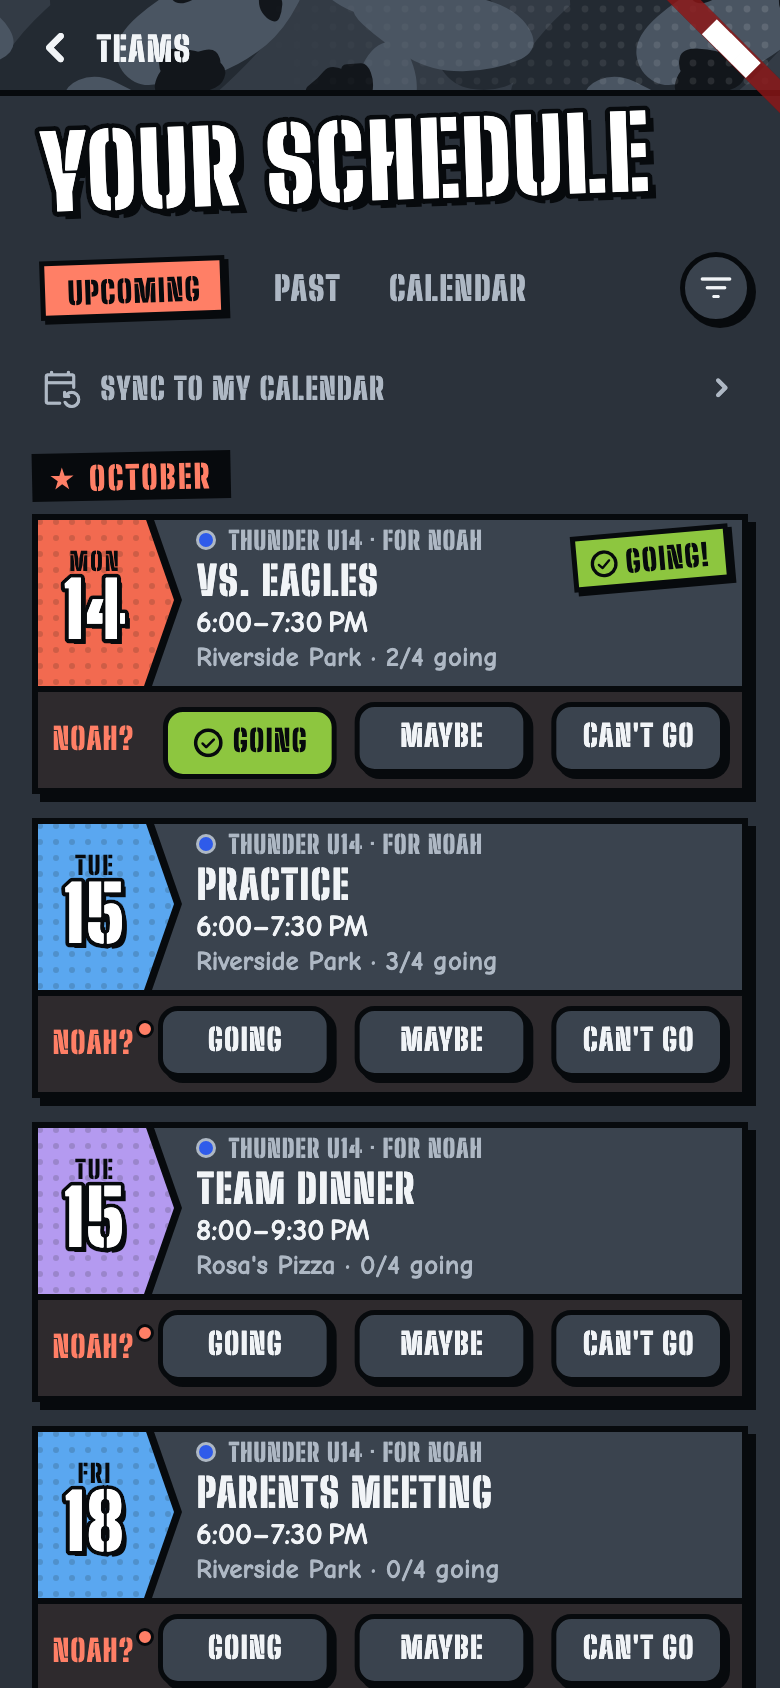 TEAMS
YOUR SCHEDULE
UPCOMING PAST CALENDAR
SYNC TO MY CALENDAR
★ OCTOBER
MON
14
THUNDER U14 · FOR NOAH
VS. EAGLES
6:00–7:30 PM
Riverside Park · 2/4 going
GOING!
NOAH? GOING MAYBE CAN'T GO
TUE
15
THUNDER U14 · FOR NOAH
PRACTICE
6:00–7:30 PM
Riverside Park · 3/4 going
NOAH? GOING MAYBE CAN'T GO
TUE
15
THUNDER U14 · FOR NOAH
TEAM DINNER
8:00–9:30 PM
Rosa's Pizza · 0/4 going
NOAH? GOING MAYBE CAN'T GO
FRI
18
THUNDER U14 · FOR NOAH
PARENTS MEETING
6:00–7:30 PM
Riverside Park · 0/4 going
NOAH? GOING MAYBE CAN'T GO